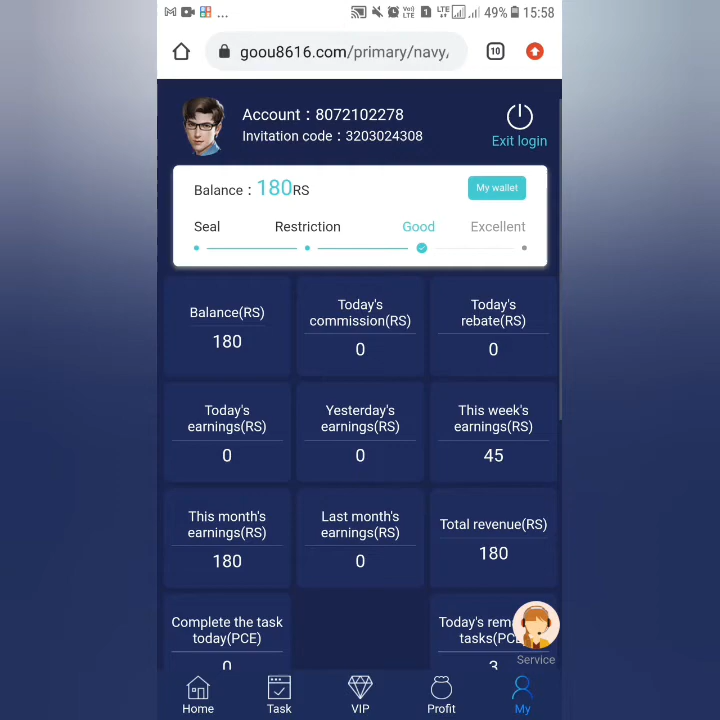 ... Vo) LTE 1 LTE 49% 15:58
goou8616.com/primary/navy, 10
Account : 8072102278
Invitation code : 3203024308
Exit login
Balance : 180RS
My wallet
Seal Restriction Good Excellent
Balance(RS)
180
Today's
commission(RS)
0
Today's
rebate(RS)
0
Today's
earnings(RS)
0
Yesterday's
earnings(RS)
0
This week's
earnings(RS)
45
This month's
earnings(RS)
180
Last month's
earnings(RS)
0
Total revenue(RS)
180
Complete the task
today(PCE)
0
Today's rem
tasks(PCE
3
Service
Home Task VIP Profit My